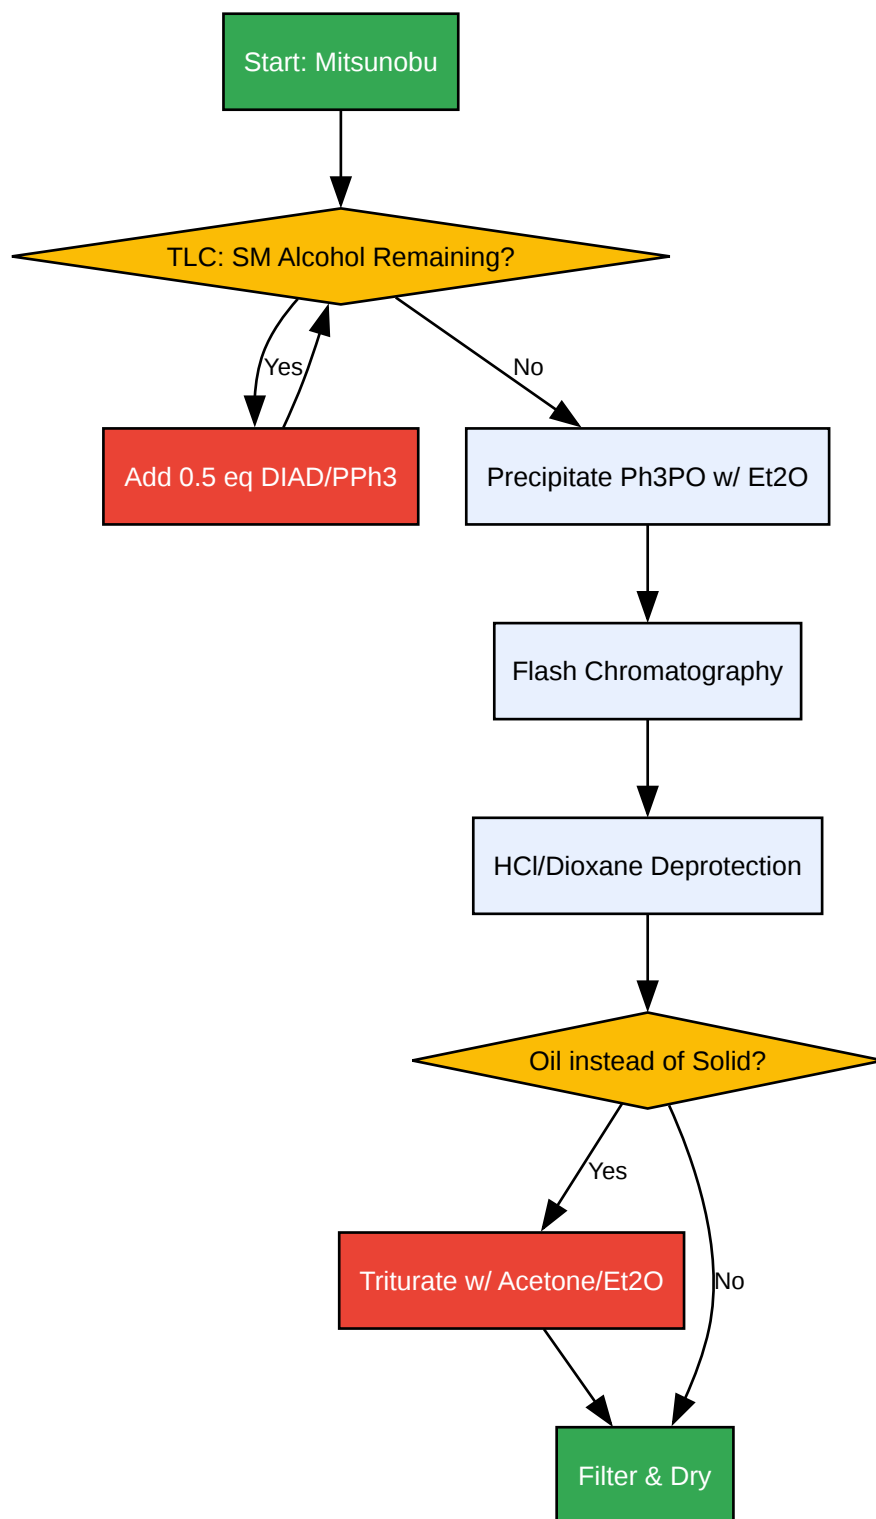 Start: Mitsunobu
TLC: SM Alcohol Remaining?
Yes
No
Add 0.5 eq DIAD/PPh3
Precipitate Ph3PO w/ Et2O
Flash Chromatography
HCl/Dioxane Deprotection
Oil instead of Solid?
Yes
Triturate w/ Acetone/Et2O
No
Filter & Dry